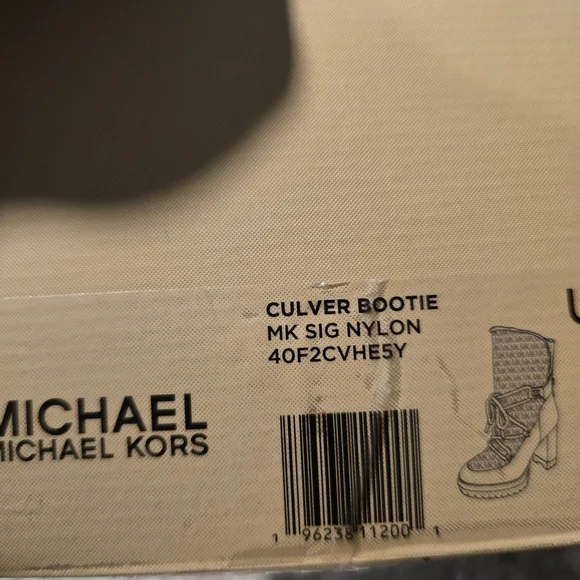 CULVER BOOTIE
MK SIG NYLON
40F2CVHE5Y
MICHAEL
MICHAEL KORS
1 96238 11200 1